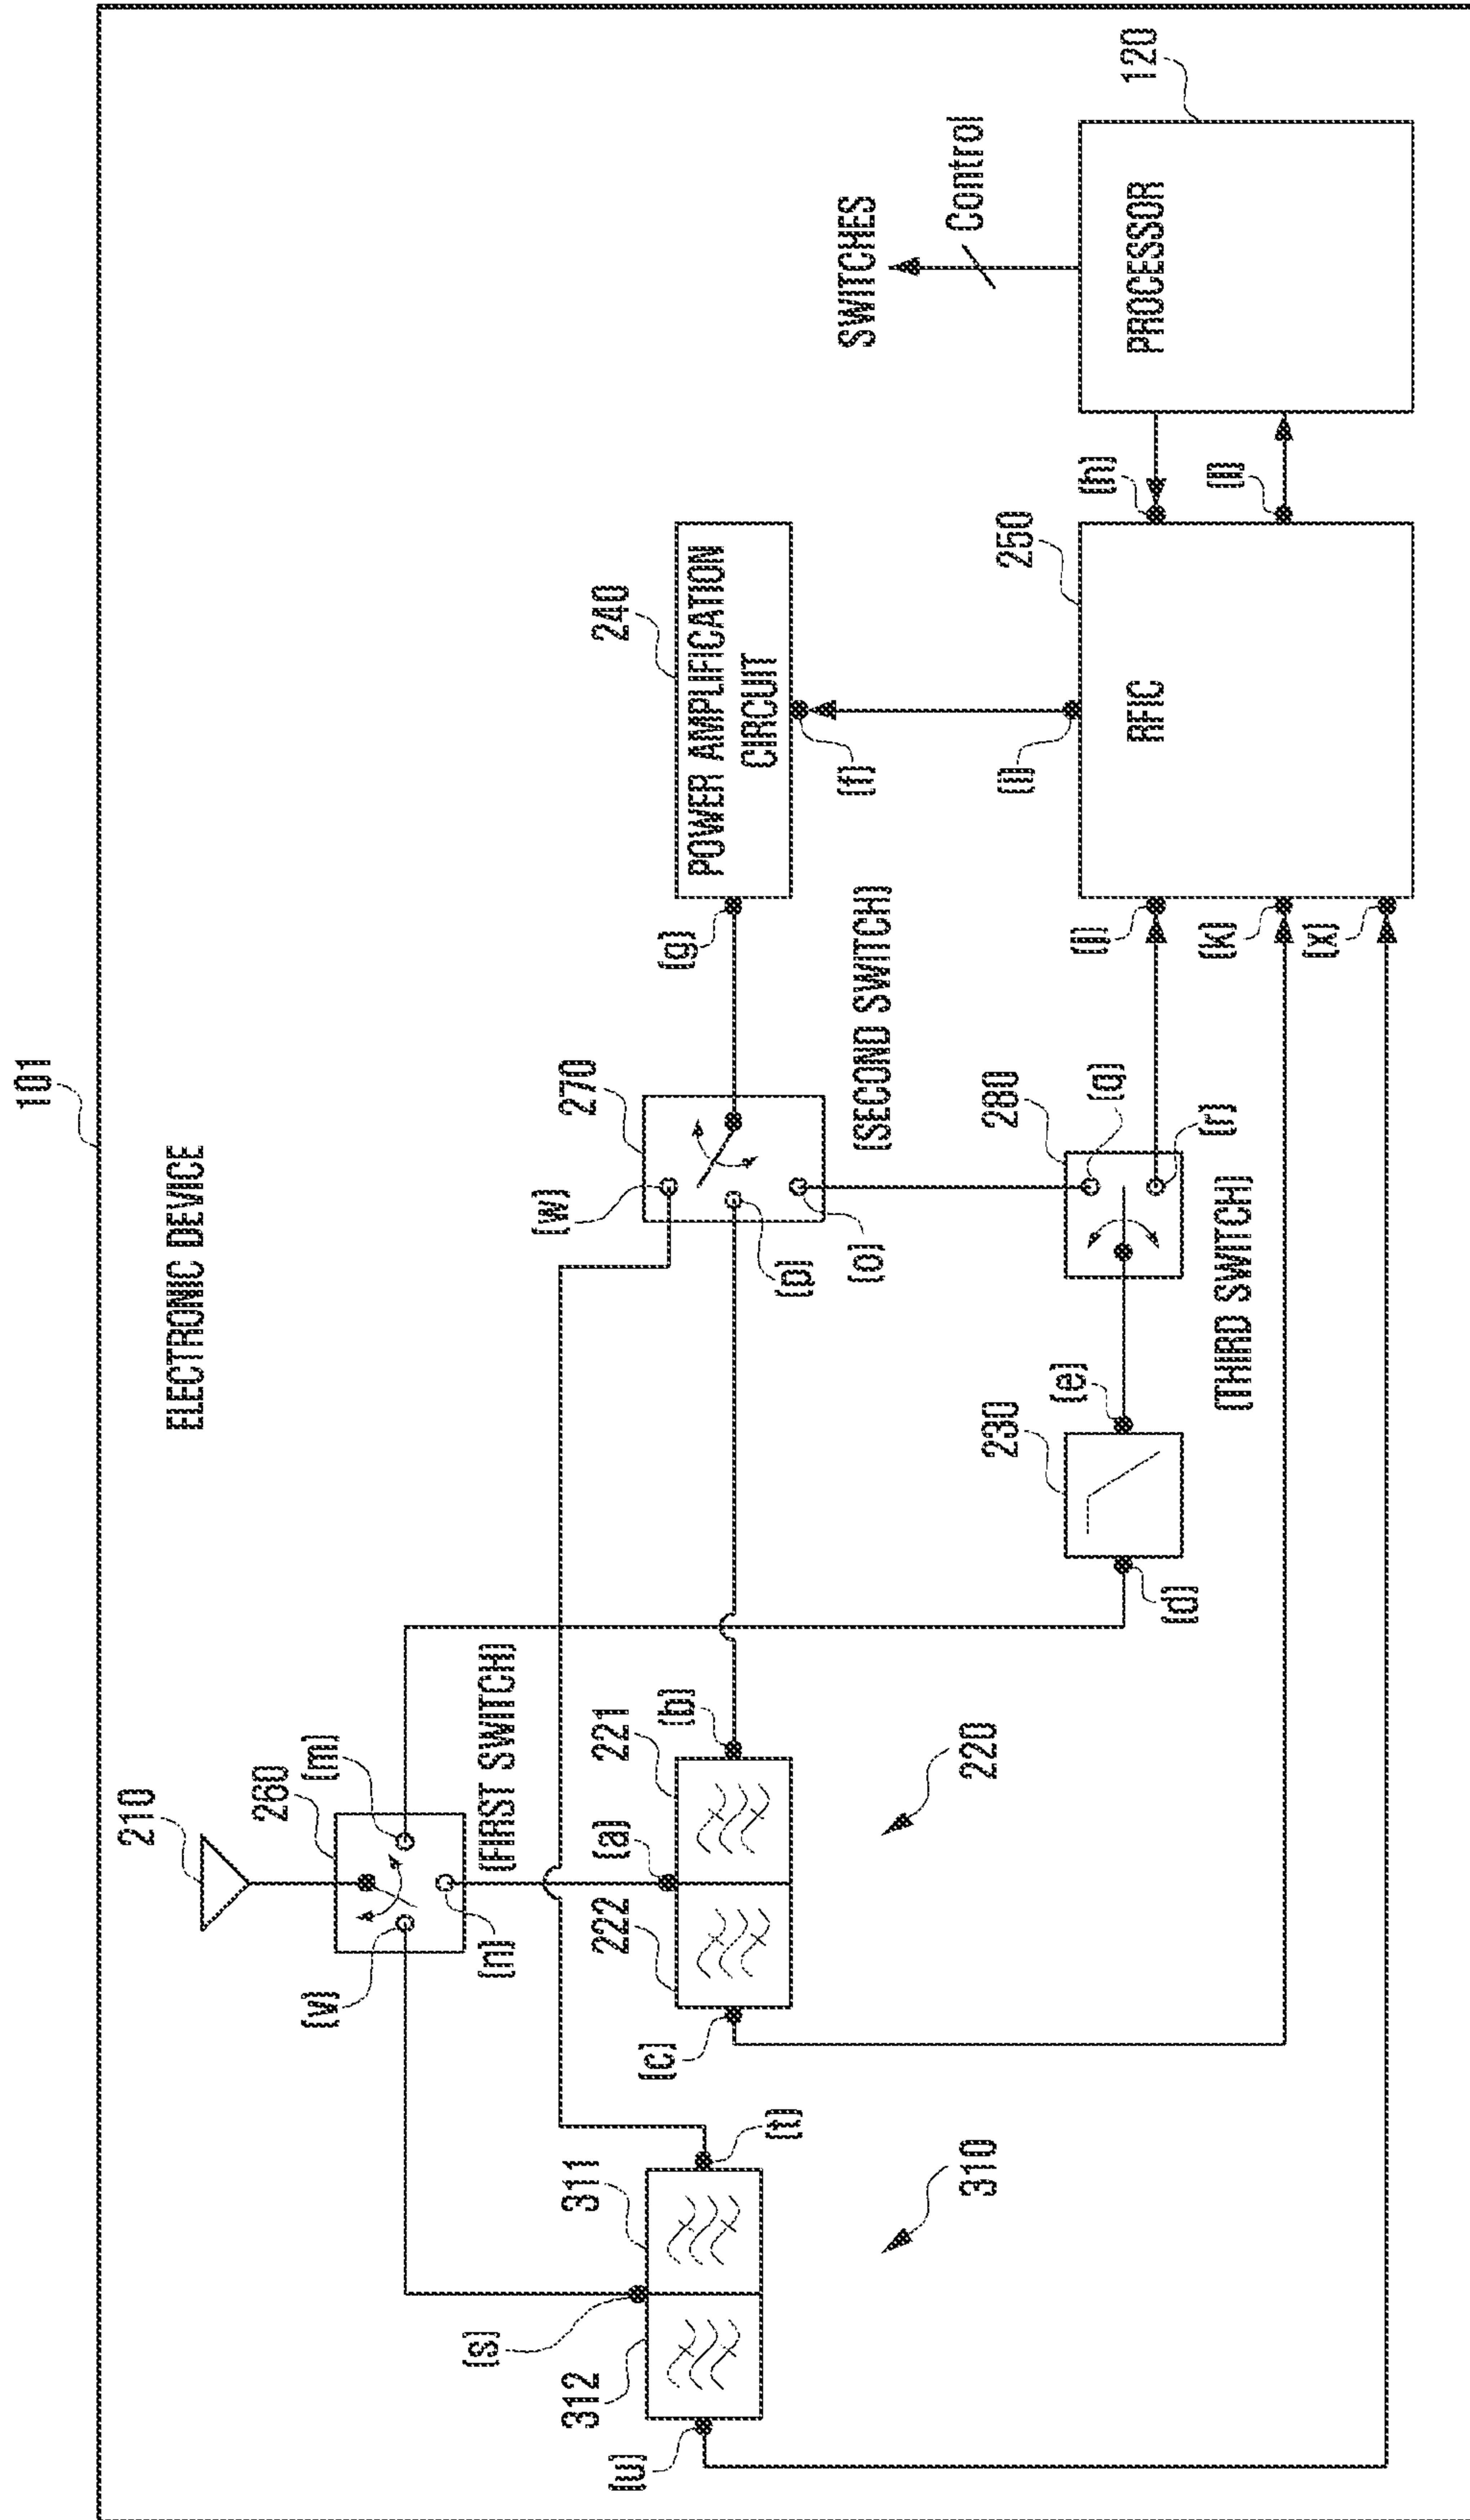 101
ELECTRONIC DEVICE
210
260
(v)
(m)
(s)
(n)
(FIRST SWITCH)
(w)
312
311
270
222
(a)
221
240
(u)
(c)
(b)
(g)
POWER AMPLIFICATION
CIRCUIT
(t)
(p)
(o)
(SECOND SWITCH)
(f)
SWITCHES
Control
310
220
230
280
(i)
250
(e)
(q)
(j)
(h)
120
RFIC
PROCESSOR
(d)
(r)
(k)
(l)
(THIRD SWITCH)
(x)